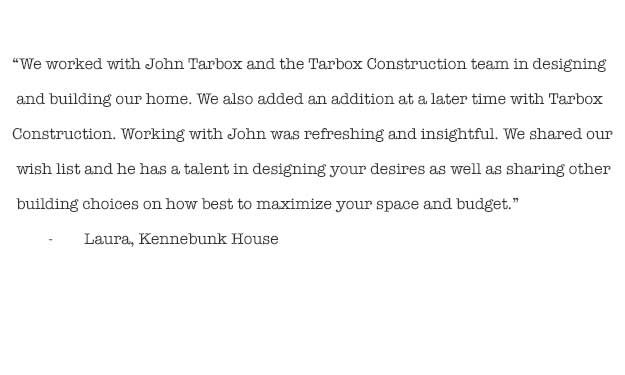 “We worked with John Tarbox and the Tarbox Construction team in designing
and building our home. We also added an addition at a later time with Tarbox
Construction. Working with John was refreshing and insightful. We shared our
wish list and he has a talent in designing your desires as well as sharing other
building choices on how best to maximize your space and budget.”
- Laura, Kennebunk House